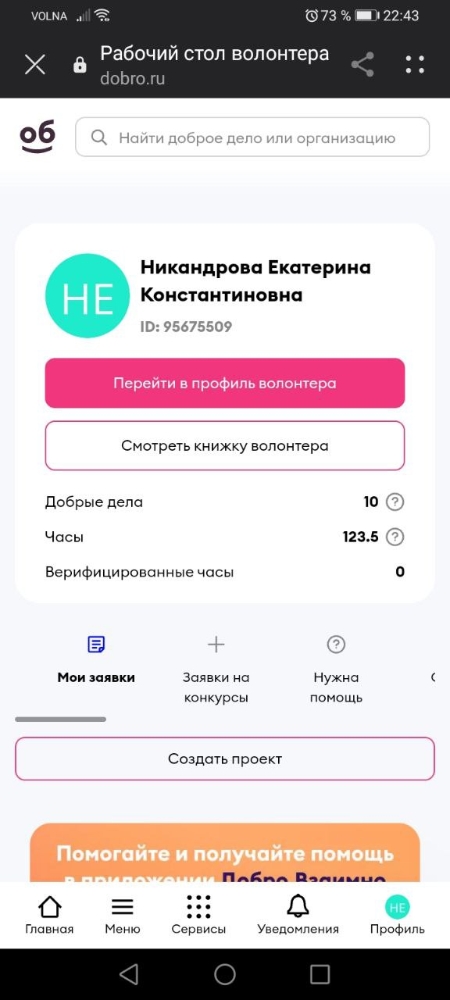 VOLNA 73 % 22:43
Рабочий стол волонтера
dobro.ru
об
Найти доброе дело или организацию
НЕ
Никандрова Екатерина
Константиновна
ID: 95675509
Перейти в профиль волонтера
Смотреть книжку волонтера
Добрые дела 10 ?
Часы 123.5 ?
Верифицированные часы 0
Мои заявки
Заявки на
конкурсы
?
Нужна
помощь
Создать проект
Помогайте и получайте помощь
в приложении Добро.Взаимно
Главная
Меню
Сервисы
Уведомления
НЕ
Профиль